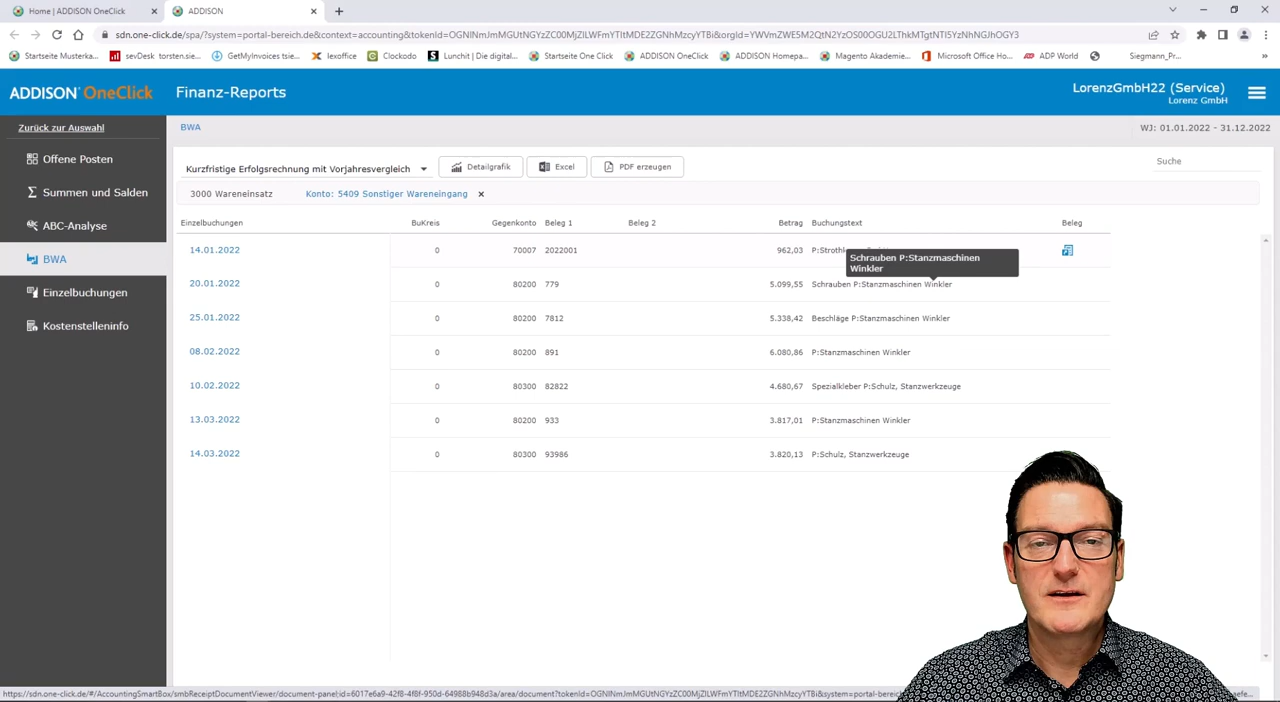 Home | ADDISON OneClick
ADDISON
sdn.one-click.de/spa/?system=portal-bereich.de&context=accounting&tokenId=OGNlNmJmMGUtNGYzZC00MjZlLWFmYTItMDE2ZGNhMzcyYTBi&orgId=YWVmZWE5M2QtN2YzOS00OGU2LThkMTgtNTI5YzNhNGJhOGY3
Startseite Musterka... sevDesk torsten.sie... GetMyInvoices tsie... lexoffice Clockodo Lunchit | Die digital... Startseite One Click ADDISON OneClick ADDISON Homepa... Magento Akademie... Microsoft Office Ho... ADP World Siegmann_Pr... »
ADDISON OneClick Finanz-Reports LorenzGmbH22 (Service)
Lorenz GmbH
Zurück zur Auswahl BWA WJ: 01.01.2022 - 31.12.2022
Offene Posten
Summen und Salden
ABC-Analyse
BWA
Einzelbuchungen
Kostenstelleninfo
Kurzfristige Erfolgsrechnung mit Vorjahresvergleich Detailgrafik Excel PDF erzeugen Suche
3000 Wareneinsatz Konto: 5409 Sonstiger Wareneingang ×
Einzelbuchungen BuKreis Gegenkonto Beleg 1 Beleg 2 Betrag Buchungstext Beleg
14.01.2022 0 70007 2022001 962,03
Schrauben P:Stanzmaschinen
Winkler
20.01.2022 0 80200 779 5.099,55 Schrauben P:Stanzmaschinen Winkler
25.01.2022 0 80200 7812 5.338,42 Beschläge P:Stanzmaschinen Winkler
08.02.2022 0 80200 891 6.080,86 P:Stanzmaschinen Winkler
10.02.2022 0 80300 82822 4.680,67 Spezialkleber P:Schulz, Stanzwerkzeuge
13.03.2022 0 80200 933 3.817,01 P:Stanzmaschinen Winkler
14.03.2022 0 80300 93986 3.820,13 P:Schulz, Stanzwerkzeuge